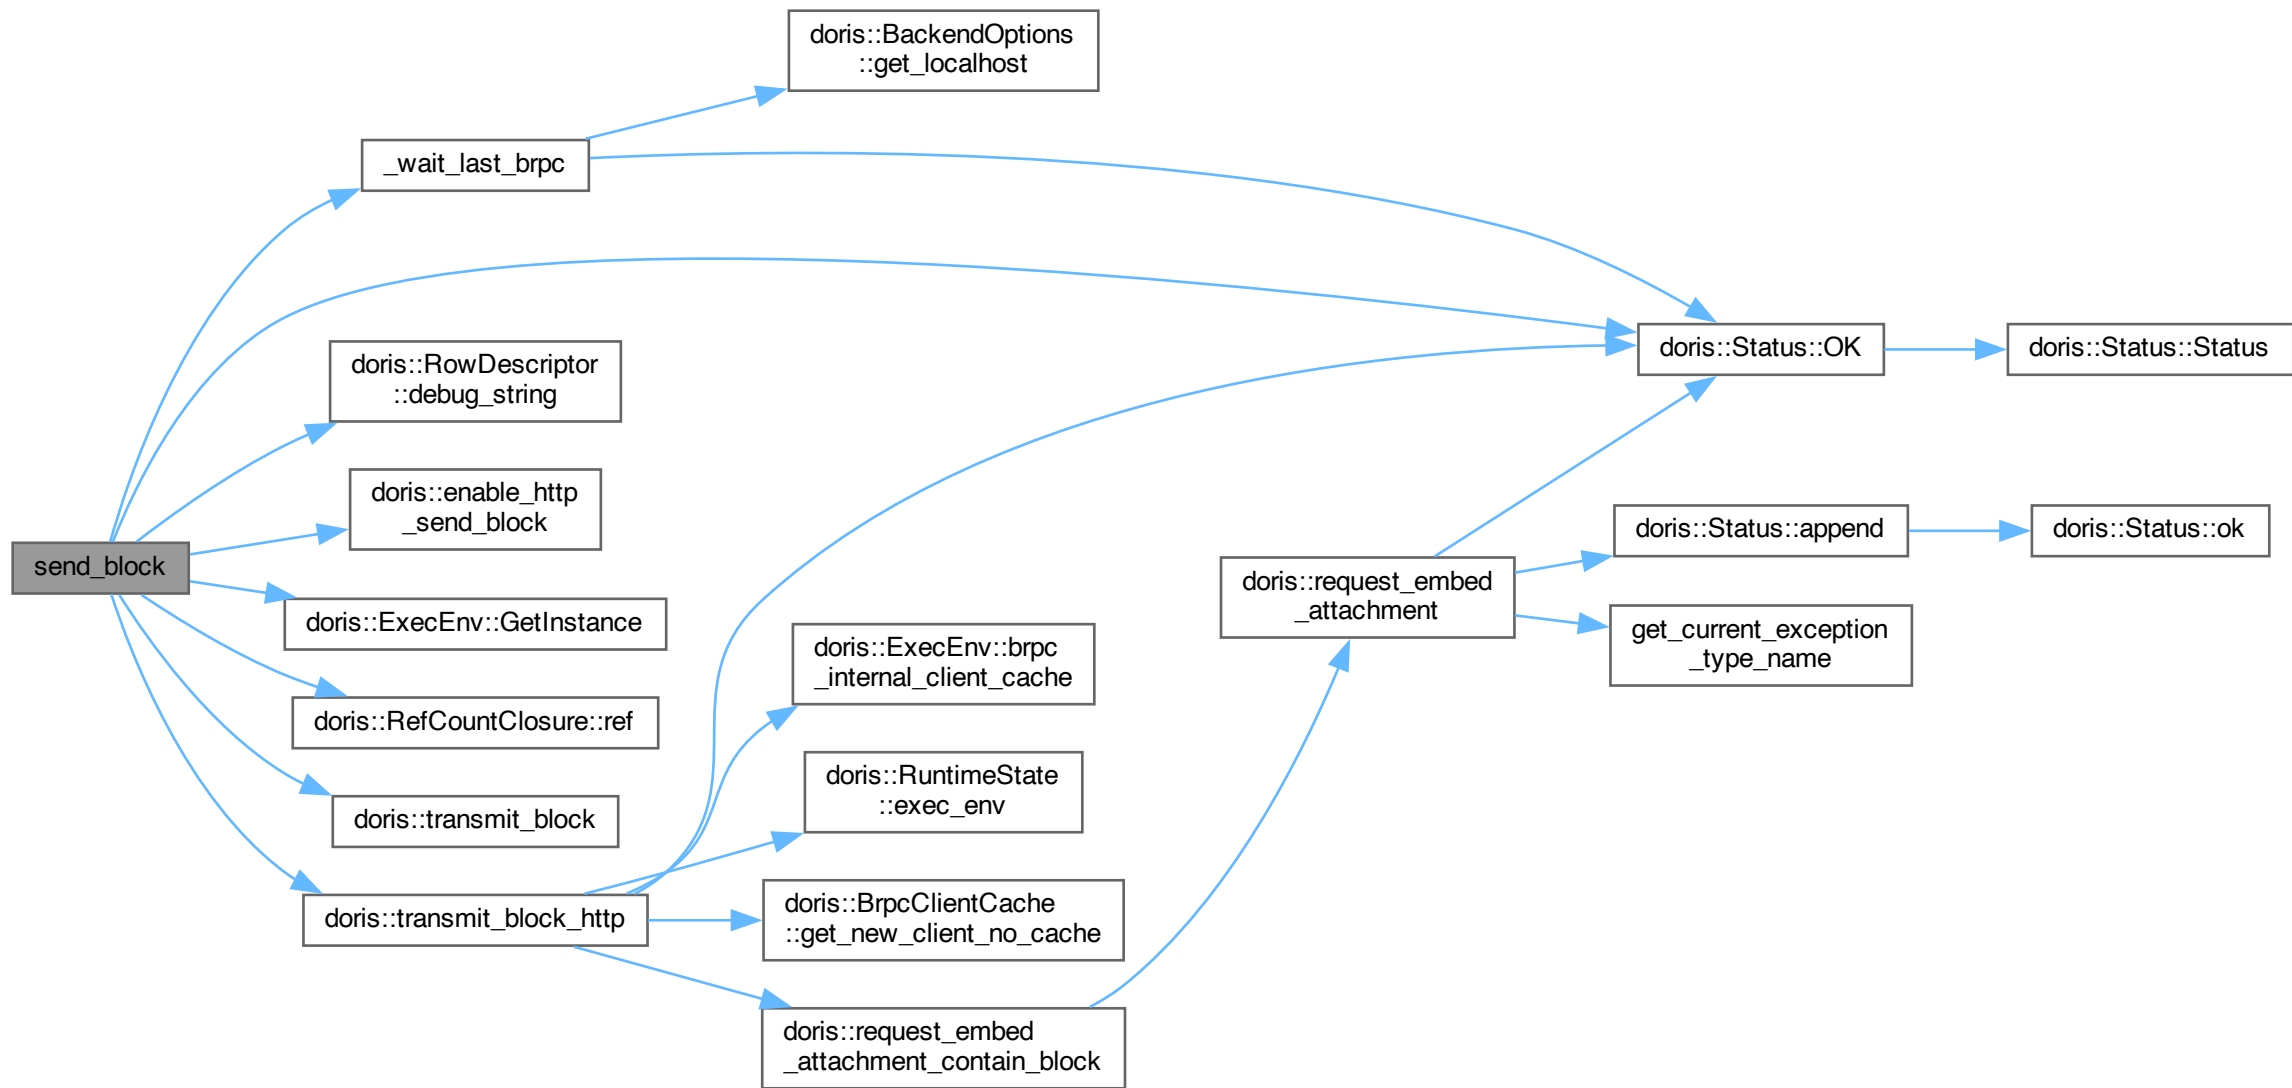 doris::BackendOptions
::get_localhost
_wait_last_brpc
doris::Status::OK
doris::Status::Status
doris::RowDescriptor
::debug_string
doris::enable_http
_send_block
send_block
doris::Status::append
doris::Status::ok
doris::request_embed
_attachment
doris::ExecEnv::GetInstance
get_current_exception
_type_name
doris::ExecEnv::brpc
_internal_client_cache
doris::RefCountClosure::ref
doris::RuntimeState
::exec_env
doris::transmit_block
doris::transmit_block_http
doris::BrpcClientCache
::get_new_client_no_cache
doris::request_embed
_attachment_contain_block